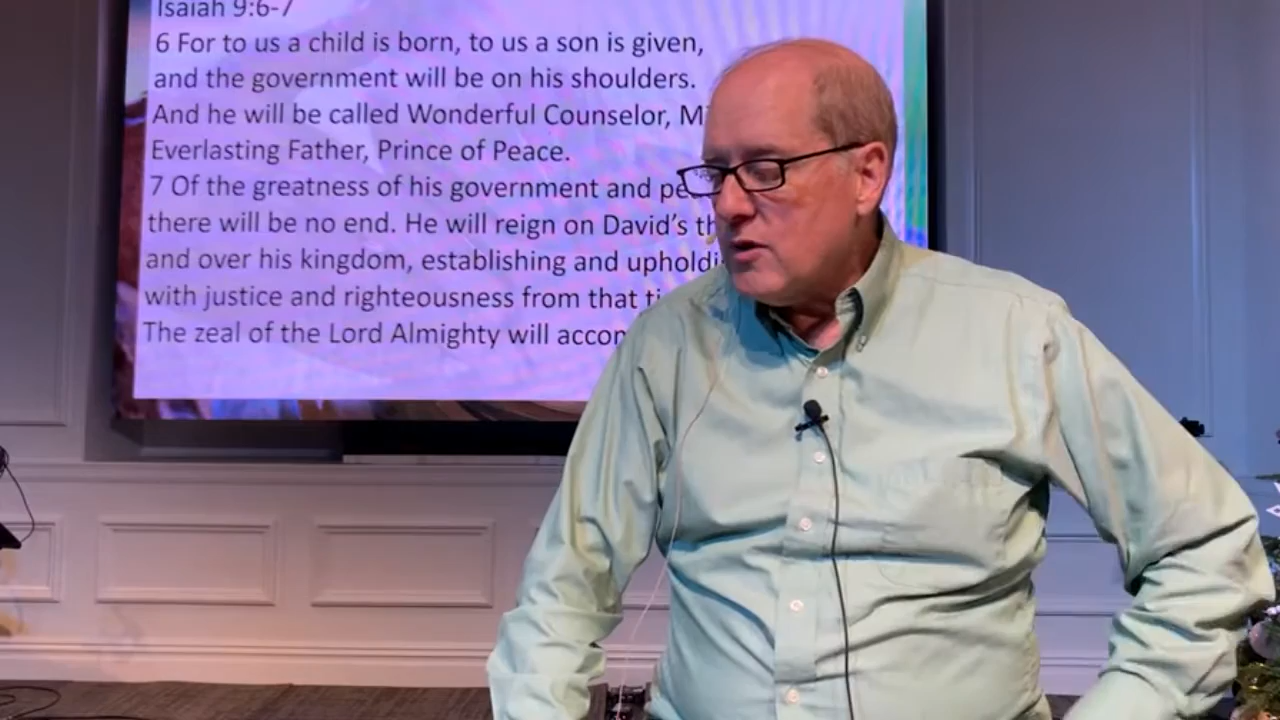 Isaiah 9:6-7
6 For to us a child is born, to us a son is given,
and the government will be on his shoulders.
And he will be called Wonderful Counselor,
Everlasting Father, Prince of Peace.
7 Of the greatness of his government and
there will be no end. He will reign on David's
and over his kingdom, establishing and
with justice and righteousness from that
The zeal of the Lord Almighty will